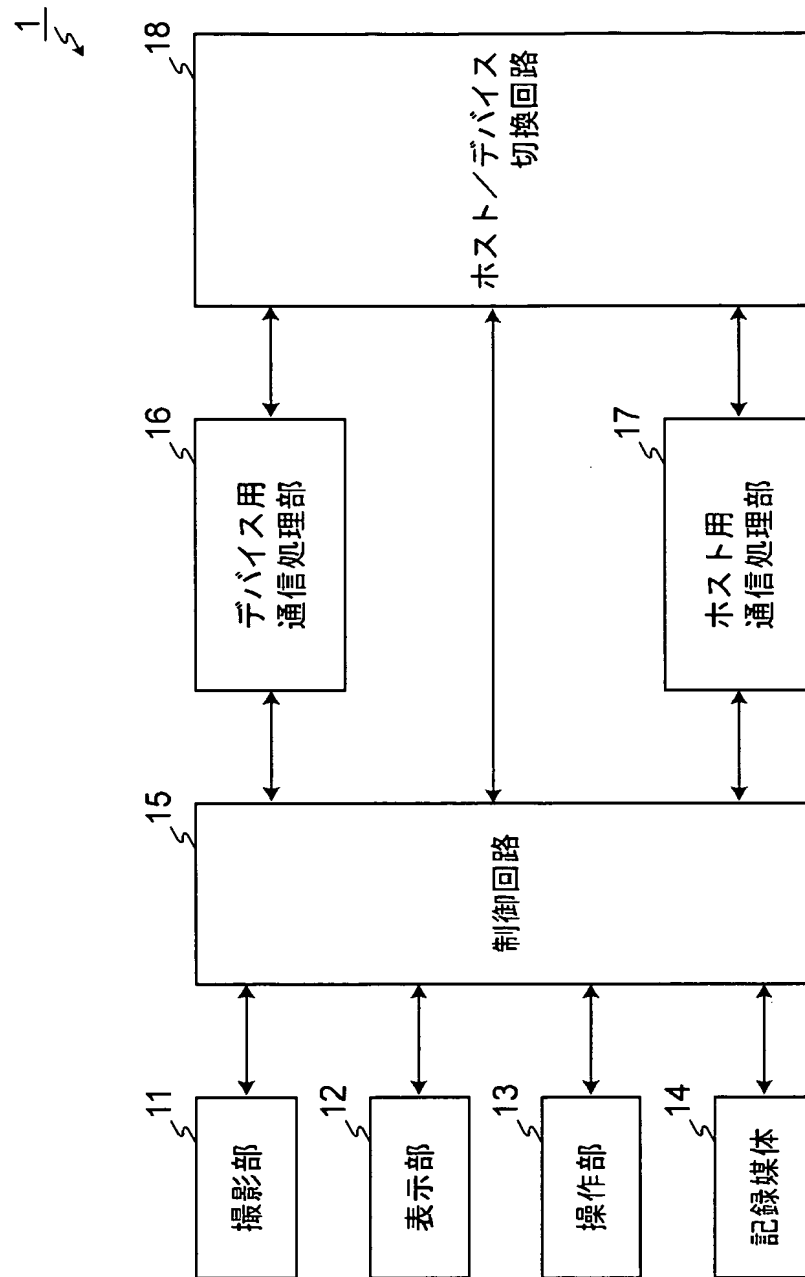 1
11
撮影部
12
表示部
13
操作部
14
記録媒体
15
制御回路
16
デバイス用
通信処理部
17
ホスト用
通信処理部
18
ホスト/デバイス
切換回路